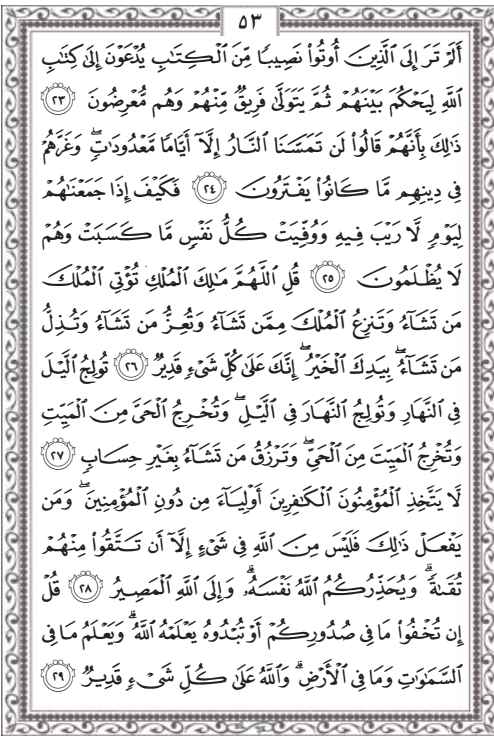 ٥٣
أَلَمْ تَرَ إِلَى ٱلَّذِينَ أُوتُوا۟ نَصِيبًا مِّنَ ٱلْكِتَٰبِ يُدْعَوْنَ إِلَىٰ كِتَٰبِ
ٱللَّهِ لِيَحْكُمَ بَيْنَهُمْ ثُمَّ يَتَوَلَّىٰ فَرِيقٌ مِّنْهُمْ وَهُم مُّعْرِضُونَ ٢٣
ذَٰلِكَ بِأَنَّهُمْ قَالُوا۟ لَن تَمَسَّنَا ٱلنَّارُ إِلَّآ أَيَّامًا مَّعْدُودَٰتٍ ۖ وَغَرَّهُمْ
فِى دِينِهِم مَّا كَانُوا۟ يَفْتَرُونَ ٢٤ فَكَيْفَ إِذَا جَمَعْنَٰهُمْ
لِيَوْمٍ لَّا رَيْبَ فِيهِ وَوُفِّيَتْ كُلُّ نَفْسٍ مَّا كَسَبَتْ وَهُمْ
لَا يُظْلَمُونَ ٢٥ قُلِ ٱللَّهُمَّ مَٰلِكَ ٱلْمُلْكِ تُؤْتِى ٱلْمُلْكَ
مَن تَشَآءُ وَتَنزِعُ ٱلْمُلْكَ مِمَّن تَشَآءُ وَتُعِزُّ مَن تَشَآءُ وَتُذِلُّ
مَن تَشَآءُ ۖ بِيَدِكَ ٱلْخَيْرُ ۖ إِنَّكَ عَلَىٰ كُلِّ شَىْءٍ قَدِيرٌ ٢٦ تُولِجُ ٱلَّيْلَ
فِى ٱلنَّهَارِ وَتُولِجُ ٱلنَّهَارَ فِى ٱلَّيْلِ ۖ وَتُخْرِجُ ٱلْحَىَّ مِنَ ٱلْمَيِّتِ
وَتُخْرِجُ ٱلْمَيِّتَ مِنَ ٱلْحَىِّ ۖ وَتَرْزُقُ مَن تَشَآءُ بِغَيْرِ حِسَابٍ ٢٧
لَّا يَتَّخِذِ ٱلْمُؤْمِنُونَ ٱلْكَٰفِرِينَ أَوْلِيَآءَ مِن دُونِ ٱلْمُؤْمِنِينَ ۖ وَمَن
يَفْعَلْ ذَٰلِكَ فَلَيْسَ مِنَ ٱللَّهِ فِى شَىْءٍ إِلَّآ أَن تَتَّقُوا۟ مِنْهُمْ
تُقَىٰةً ۗ وَيُحَذِّرُكُمُ ٱللَّهُ نَفْسَهُۥ ۗ وَإِلَى ٱللَّهِ ٱلْمَصِيرُ ٢٨ قُلْ
إِن تُخْفُوا۟ مَا فِى صُدُورِكُمْ أَوْ تُبْدُوهُ يَعْلَمْهُ ٱللَّهُ ۗ وَيَعْلَمُ مَا فِى
ٱلسَّمَٰوَٰتِ وَمَا فِى ٱلْأَرْضِ ۗ وَٱللَّهُ عَلَىٰ كُلِّ شَىْءٍ قَدِيرٌ ٢٩